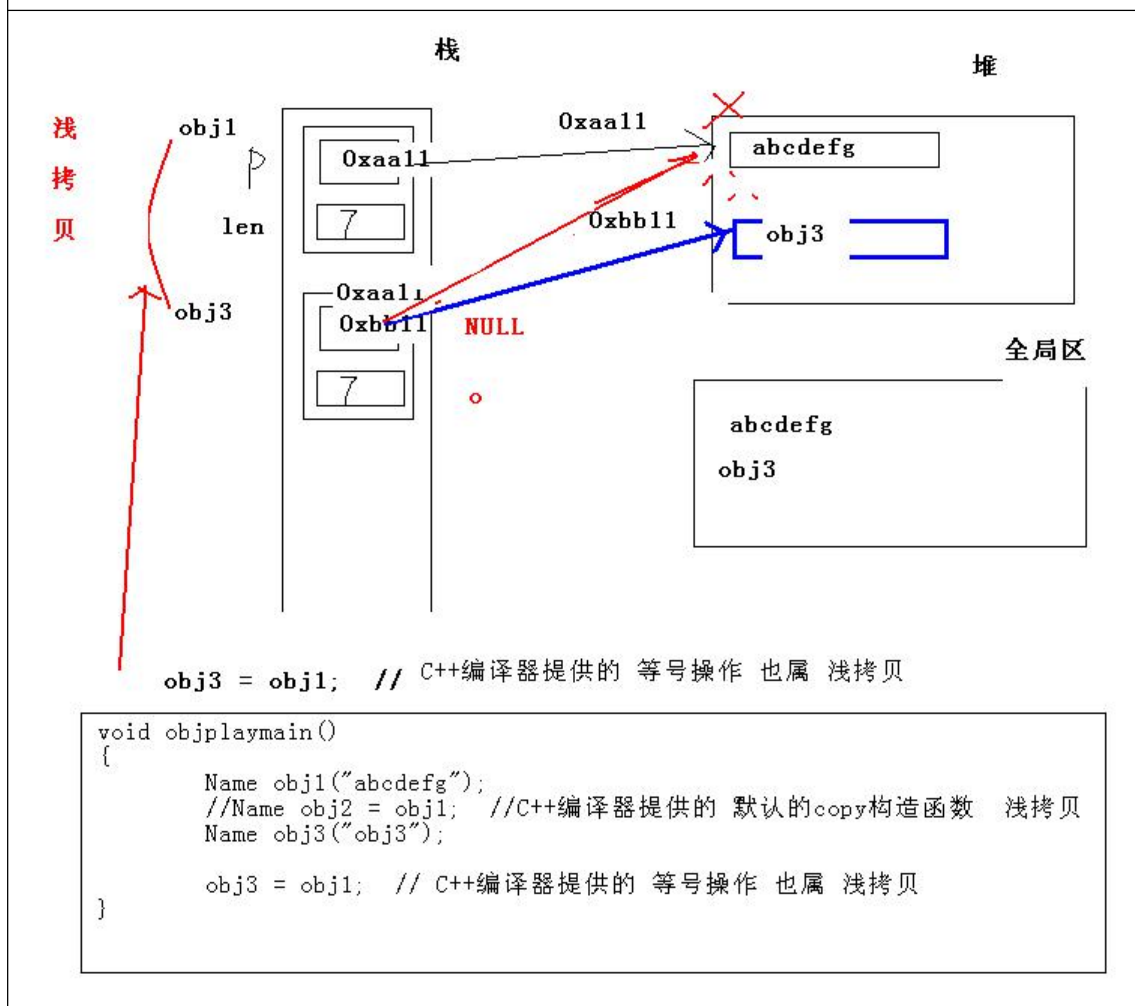 栈
堆
浅
拷
贝
obj1
p
len
obj3
0xaa11
7
0xaa11
0xbb11
7
NULL
o
0xaa11
0xbb11
abcdefg
obj3
全局区
abcdefg
obj3
obj3 = obj1; // C++编译器提供的 等号操作 也属 浅拷贝
void objplaymain()
{
Name obj1("abcdefg");
//Name obj2 = obj1; //C++编译器提供的 默认的copy构造函数 浅拷贝
Name obj3("obj3");
obj3 = obj1; // C++编译器提供的 等号操作 也属 浅拷贝
}